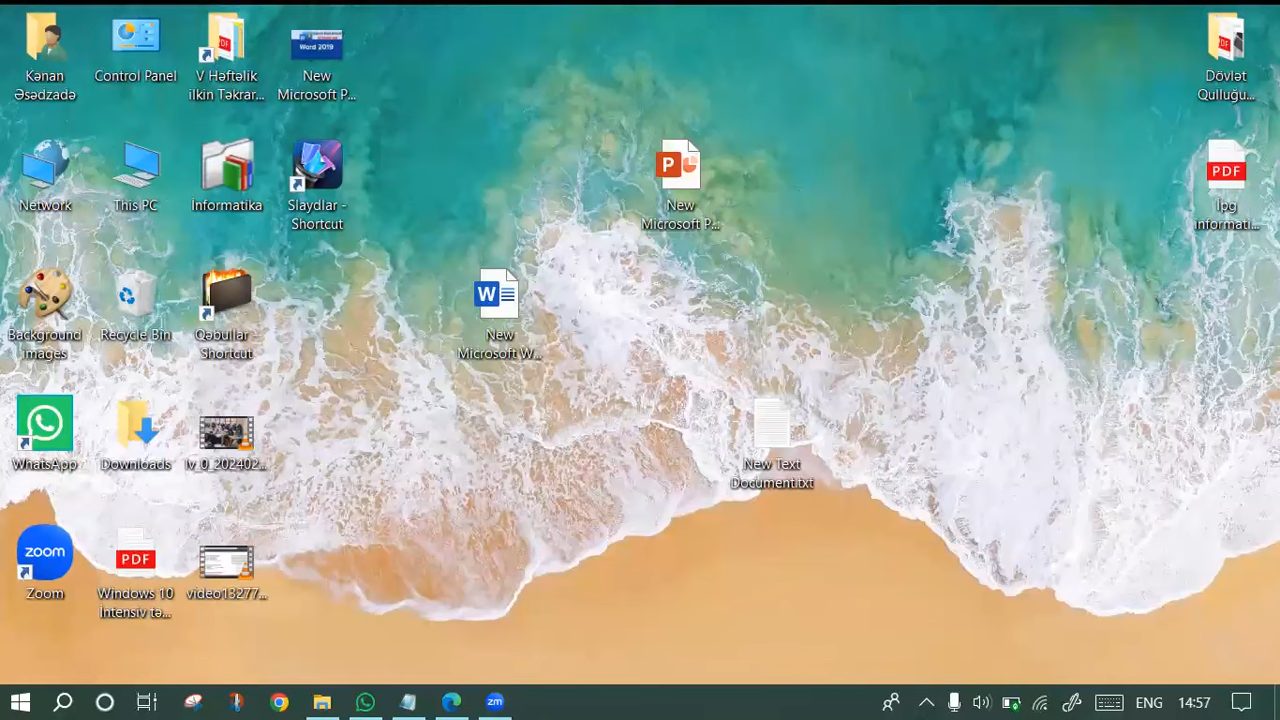 Kənan
Əsədzadə
Control Panel
V Həftəlik
ilkin Təkrar...
Word 2019
New
Microsoft P...
Dövlət
Qulluğu...
Network
This PC
İnformatika
Slaydlar -
Shortcut
P
New
Microsoft P...
PDF
İpg
informati...
Background
images
Recycle Bin
Qəbullar -
Shortcut
W
New
Microsoft W...
WhatsApp
Downloads
lv_0_202402...
New Text
Document.txt
zoom
Zoom
PDF
Windows 10
İntensiv tə...
video13277...
zm
ENG
14:57